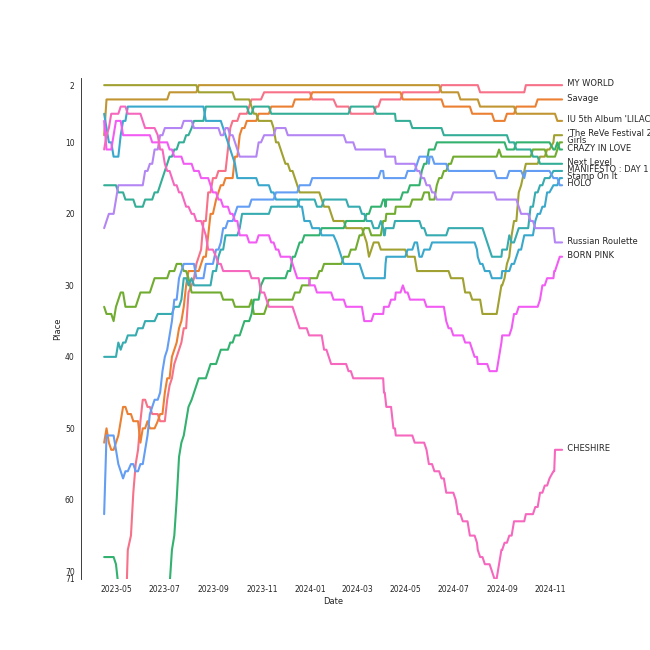 2
10
20
30
40
50
60
70
71
Place
2023-05
2023-07
2023-09
2023-11
2024-01
2024-03
2024-05
2024-07
2024-09
2024-11
Date
MY WORLD
Savage
IU 5th Album 'LILAC
'The ReVe Festival 2
Girls
CRAZY IN LOVE
Next Level
MANIFESTO : DAY 1
Stamp On It
HOLO
Russian Roulette
BORN PINK
CHESHIRE